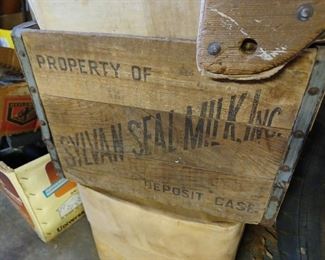 PROPERTY OF
SYLVAN SEAL MILK, INC.
DEPOSIT CASE